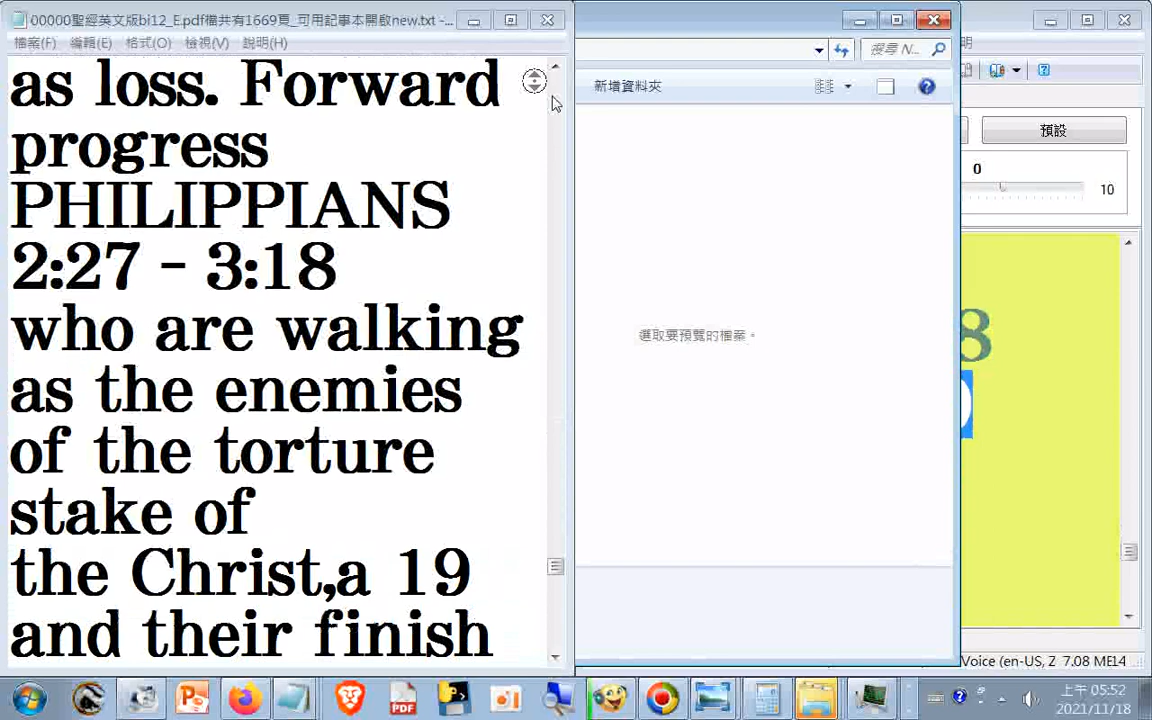 00000聖經英文版bi12_E.pdf檔共有1669頁_可用記事本開啟new.txt -...
檔案(F) 編輯(E) 格式(O) 檢視(V) 說明(H)
as loss. Forward
progress
PHILIPPIANS
2:27 - 3:18
who are walking
as the enemies
of the torture
stake of
the Christ,a 19
and their finish
搜尋 N...
新增資料夾
選取要預覽的檔案。
明
預設
0
10
8
Voice (en-US, Z 7.08 ME14
上午 05:52
2021/11/18